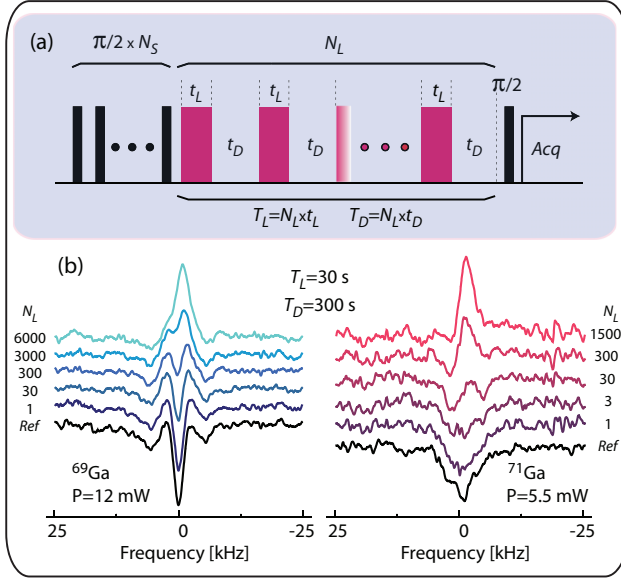 (a)
π/2 x N_S
N_L
t_L
t_L
t_L
π/2
t_D
t_D
t_D
Acq
T_L=N_L x t_L
T_D=N_L x t_D
(b)
T_L=30 s
T_D=300 s
N_L
6000
3000
300
30
1
Ref
N_L
1500
300
30
3
1
Ref
⁶⁹Ga
P=12 mW
⁷¹Ga
P=5.5 mW
25
0
-25
25
0
-25
Frequency [kHz]
Frequency [kHz]